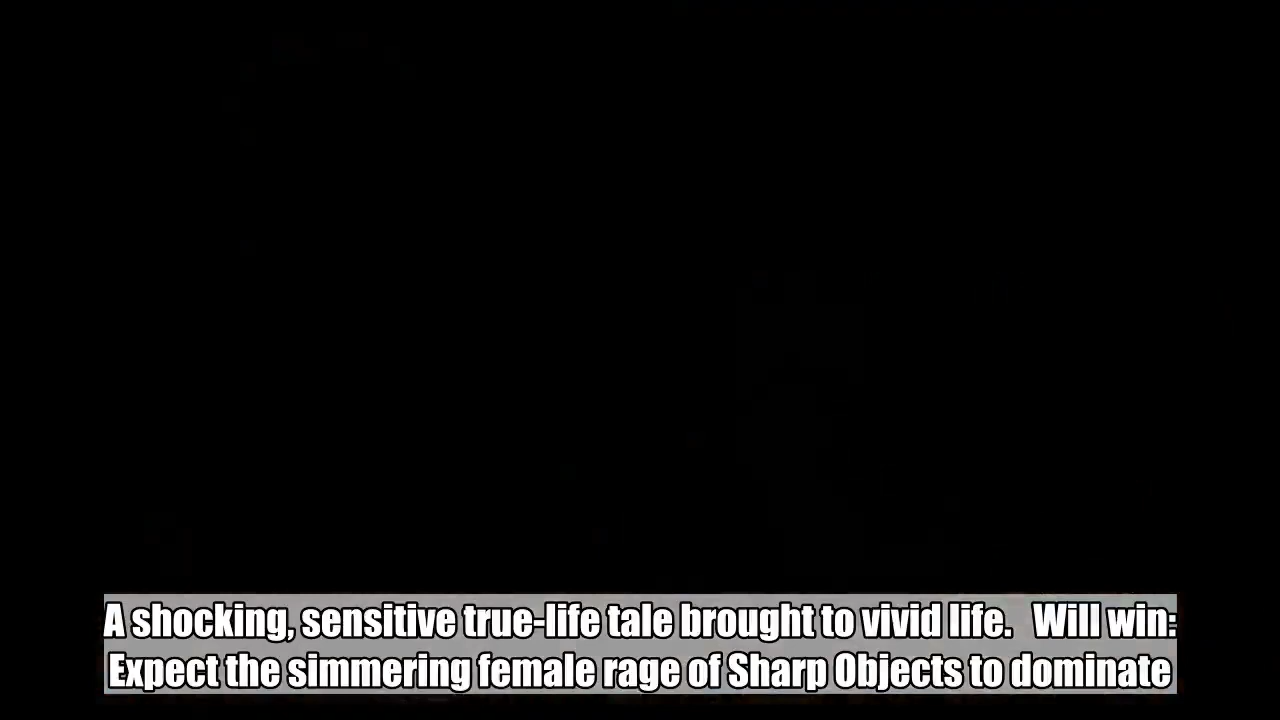 A shocking, sensitive true-life tale brought to vivid life.   Will win:
Expect the simmering female rage of Sharp Objects to dominate